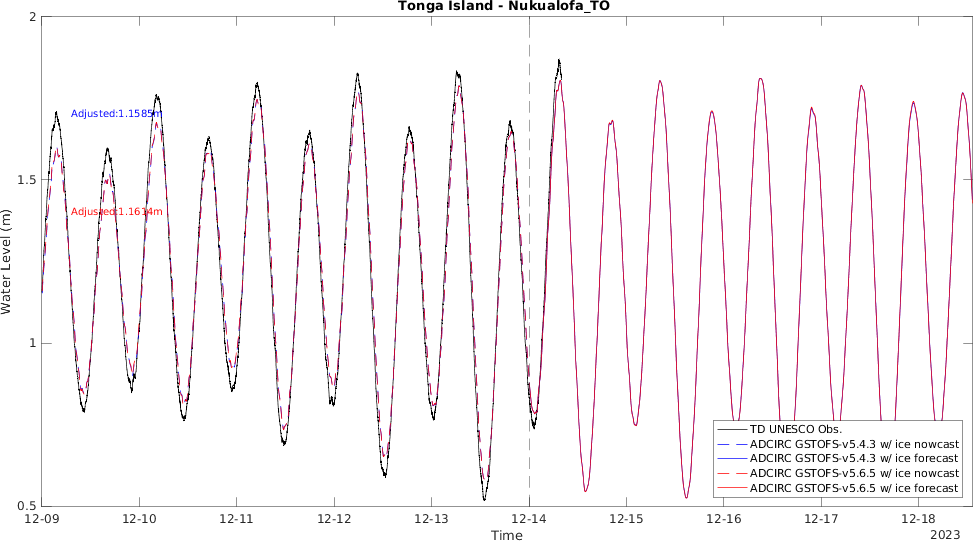 Tonga Island - Nukualofa_TO
2
Adjusted:1.1585m
1.5
Adjusted:1.1614m
Water Level (m)
1
TD UNESCO Obs.
ADCIRC GSTOFS-v5.4.3 w/ ice nowcast
ADCIRC GSTOFS-v5.4.3 w/ ice forecast
ADCIRC GSTOFS-v5.6.5 w/ ice nowcast
ADCIRC GSTOFS-v5.6.5 w/ ice forecast
0.5
12-09 12-10 12-11 12-12 12-13 12-14 12-15 12-16 12-17 12-18
Time
2023